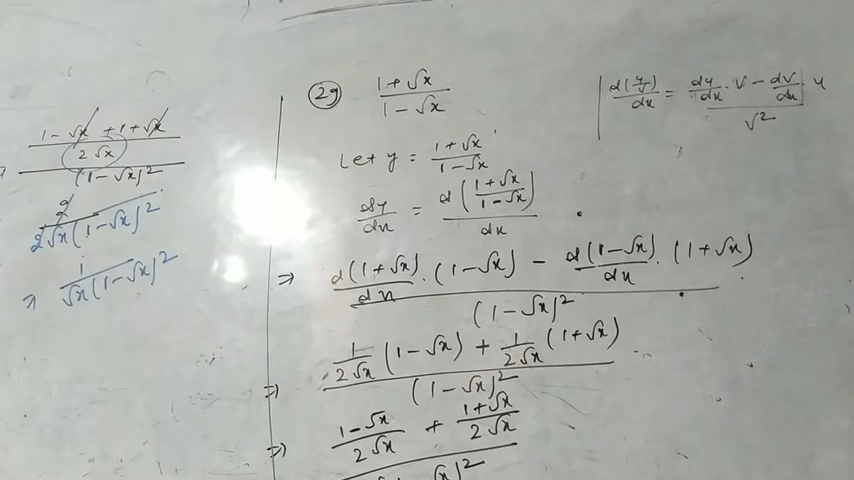 (29) (1+√x)/(1-√x)
Let y = (1+√x)/(1-√x)
dy/dx = d((1+√x)/(1-√x))/dx
⇒ (d(1+√x)/dx · (1-√x) - d(1-√x)/dx · (1+√x))/(1-√x)²
⇒ (1/(2√x) (1-√x) + 1/(2√x) (1+√x))/(1-√x)²
⇒ ((1-√x)/(2√x) + (1+√x)/(2√x))/
√x)²
d(u/v)/dx = (du/dx · v - dv/dx · u)/v²
((1-√x+1+√x)/(2√x))/(1-√x)²
2/(2√x(1-√x)²)
⇒ 1/(√x(1-√x)²)